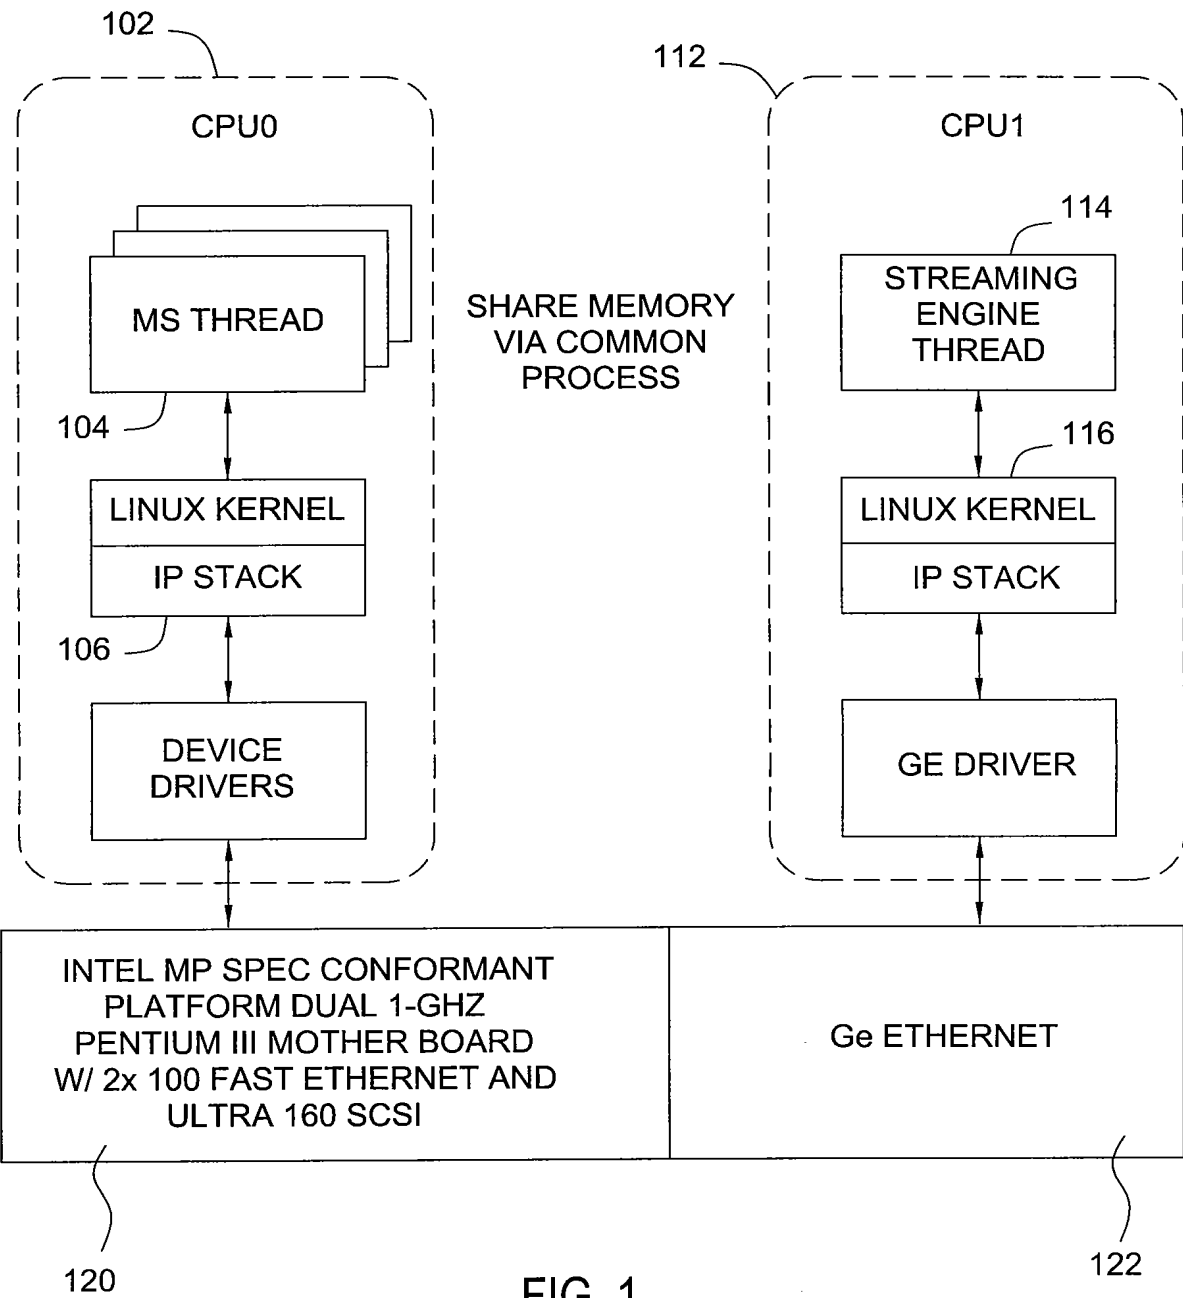 102
112
CPU0
CPU1
114
MS THREAD
SHARE MEMORY
VIA COMMON
PROCESS
STREAMING
ENGINE
THREAD
104
116
LINUX KERNEL
IP STACK
LINUX KERNEL
IP STACK
106
DEVICE
DRIVERS
GE DRIVER
INTEL MP SPEC CONFORMANT
PLATFORM DUAL 1-GHZ
PENTIUM III MOTHER BOARD
W/ 2x 100 FAST ETHERNET AND
ULTRA 160 SCSI
Ge ETHERNET
120
122
FIG. 1